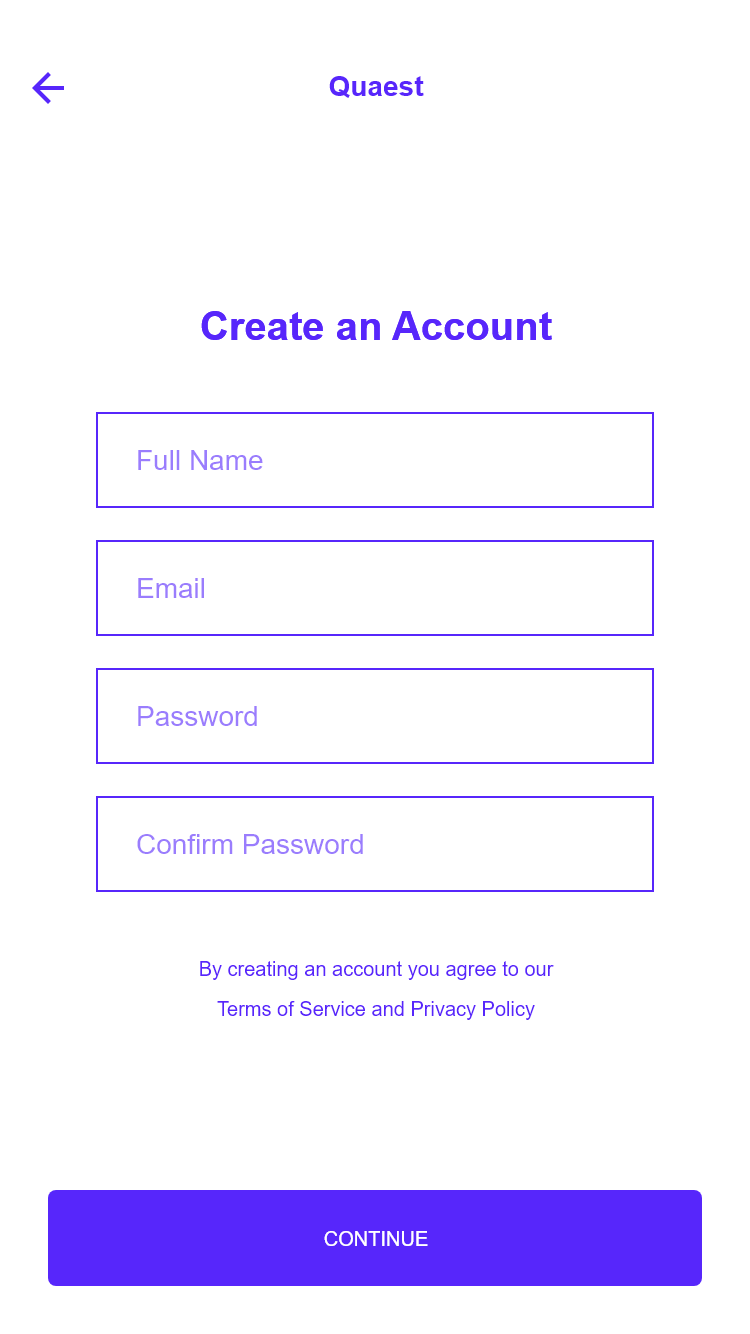 Quaest
Create an Account
Full Name
Email
Password
Confirm Password
By creating an account you agree to our
Terms of Service and Privacy Policy
CONTINUE